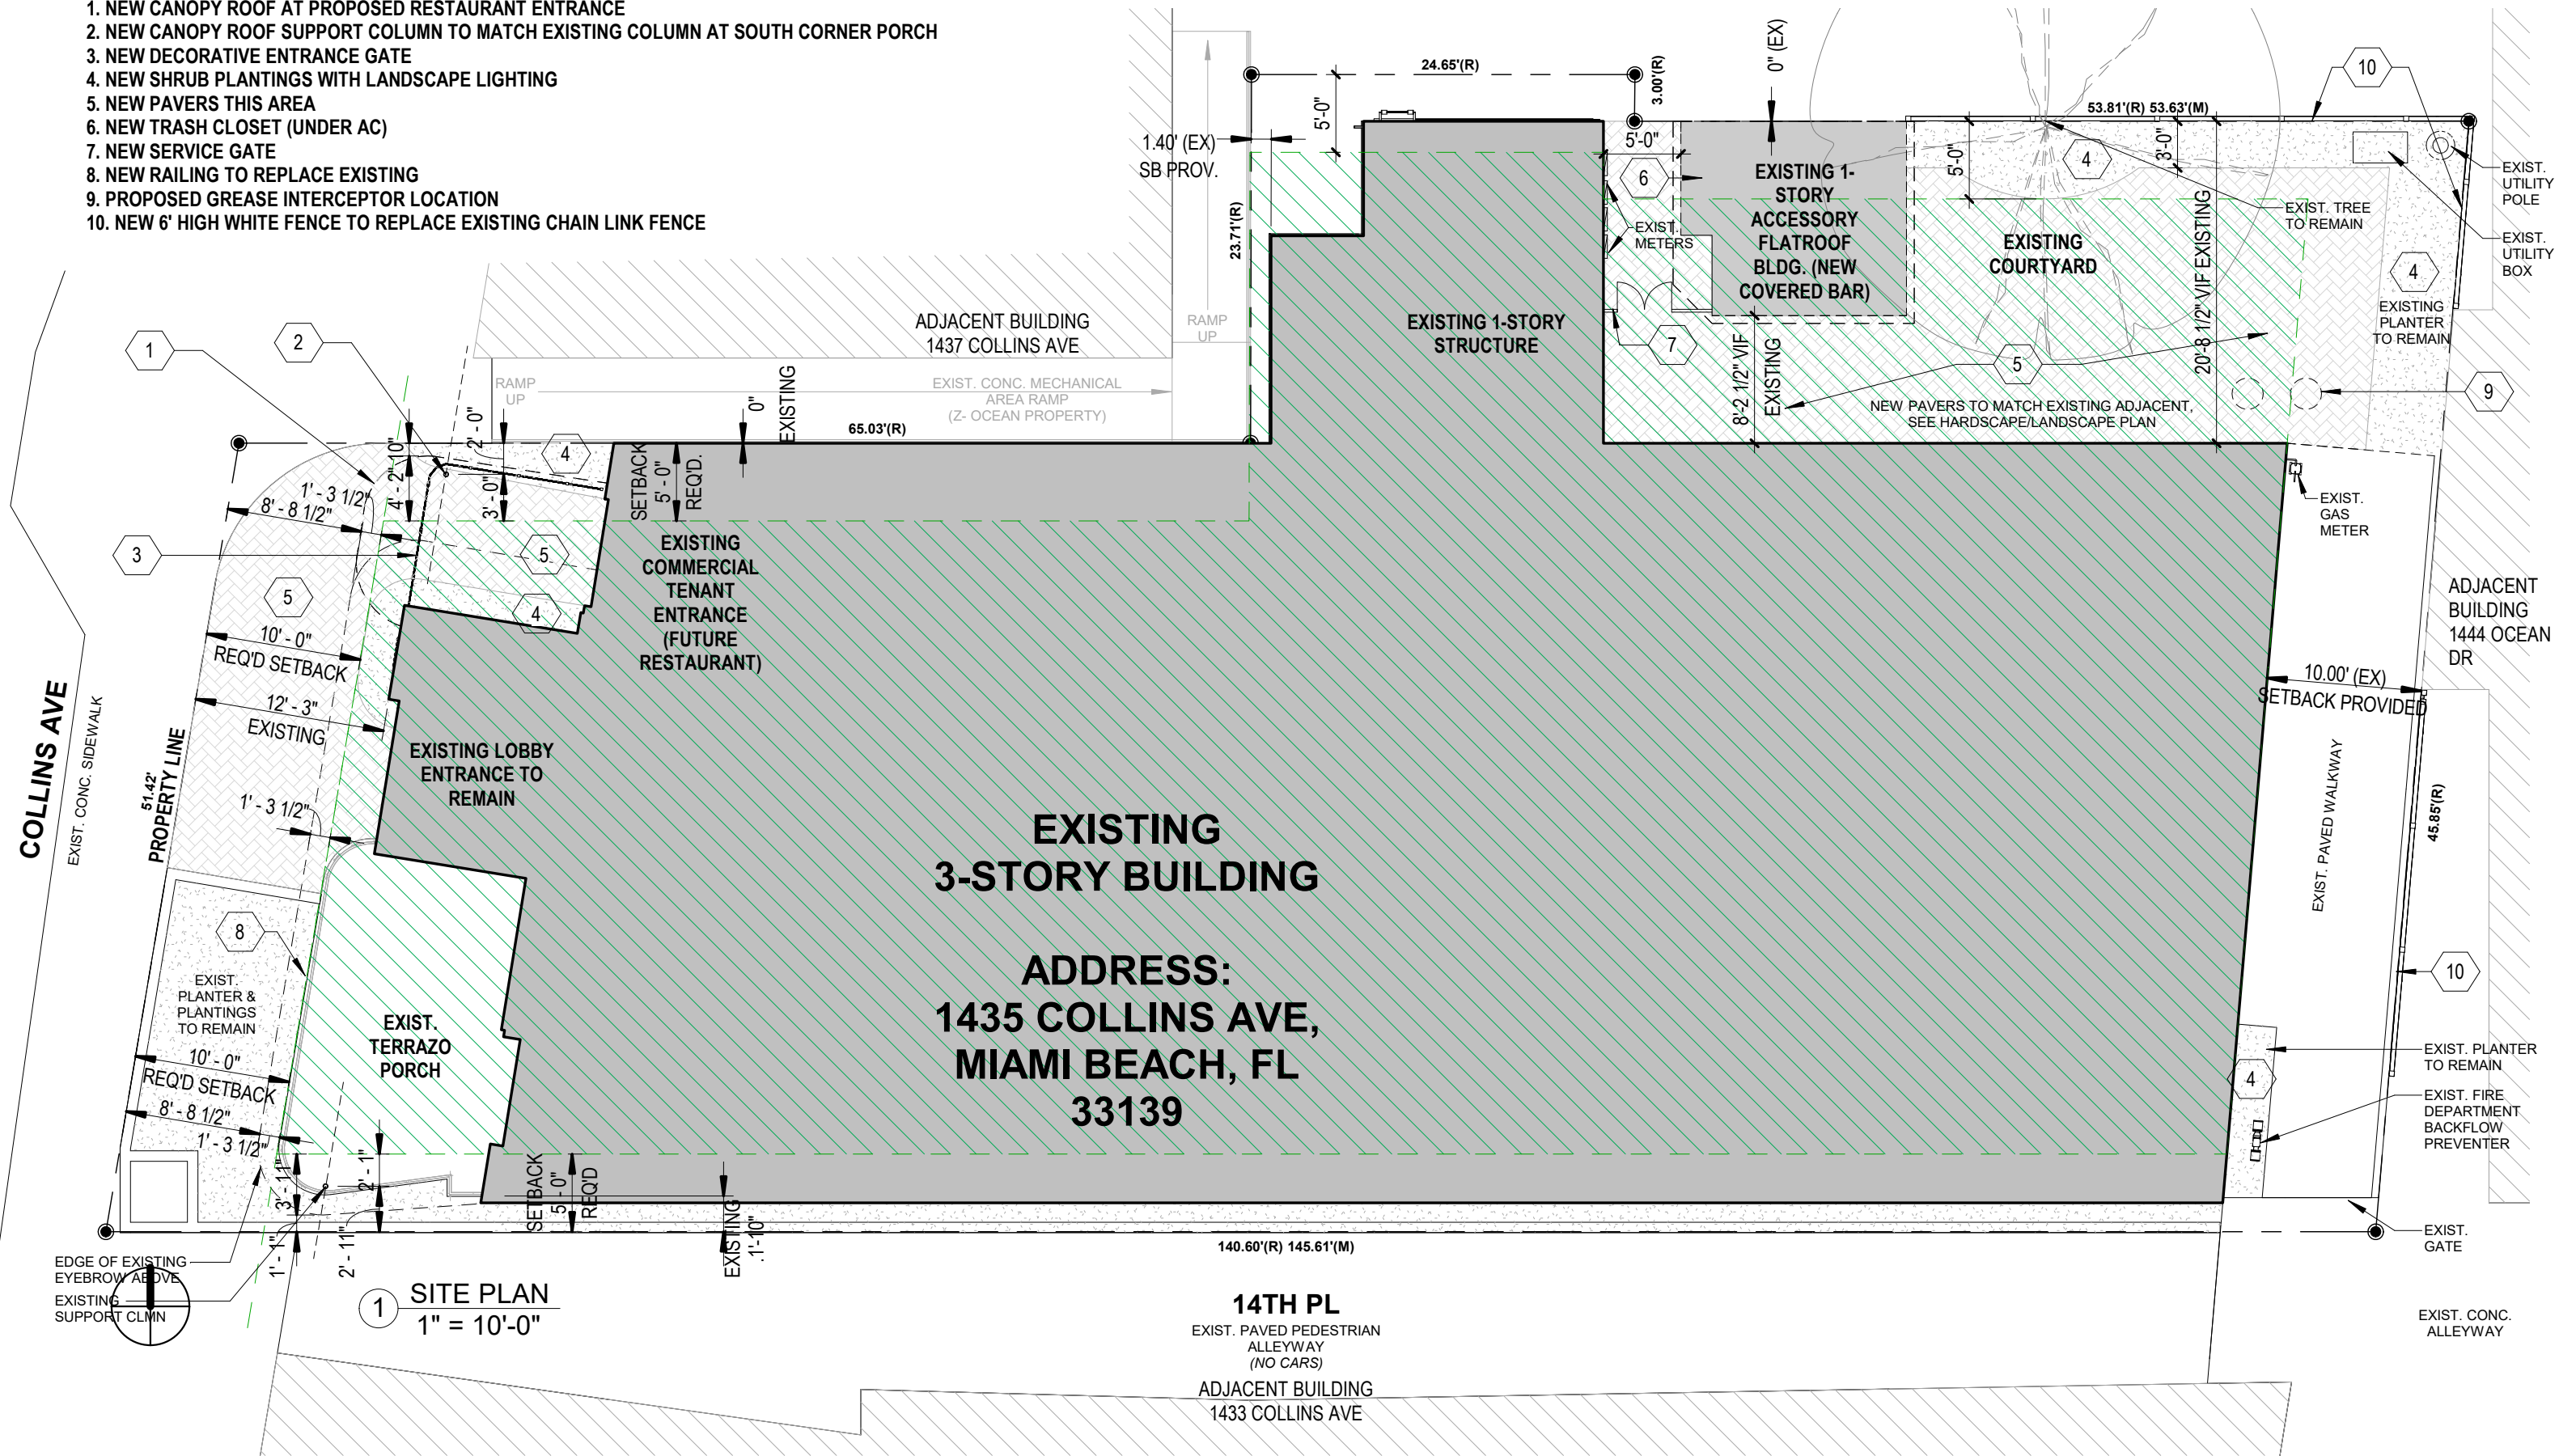 1. NEW CANOPY ROOF AT PROPOSED RESTAURANT ENTRANCE
2. NEW CANOPY ROOF SUPPORT COLUMN TO MATCH EXISTING COLUMN AT SOUTH CORNER PORCH
3. NEW DECORATIVE ENTRANCE GATE
4. NEW SHRUB PLANTINGS WITH LANDSCAPE LIGHTING
5. NEW PAVERS THIS AREA
6. NEW TRASH CLOSET (UNDER AC)
7. NEW SERVICE GATE
8. NEW RAILING TO REPLACE EXISTING
9. PROPOSED GREASE INTERCEPTOR LOCATION
10. NEW 6' HIGH WHITE FENCE TO REPLACE EXISTING CHAIN LINK FENCE
24.65'(R)
3.00'(R)
0" (EX)
5'-0"
1.40' (EX)
SB PROV.
23.71'(R)
5'-0"
6
EXIST.
METERS
7
EXISTING 1-
STORY
ACCESSORY
FLATROOF
BLDG. (NEW
COVERED BAR)
53.81'(R) 53.63'(M)
10
4
5'-0"
3'-0"
EXISTING
COURTYARD
20'-8 1/2" VIF EXISTING
EXIST. TREE
TO REMAIN
EXIST.
UTILITY
POLE
EXIST.
UTILITY
BOX
4
EXISTING
PLANTER
TO REMAIN
5
9
8'-2 1/2" VIF
EXISTING
NEW PAVERS TO MATCH EXISTING ADJACENT,
SEE HARDSCAPE/LANDSCAPE PLAN
EXISTING 1-STORY
STRUCTURE
ADJACENT BUILDING
1437 COLLINS AVE
RAMP
UP
RAMP
UP
EXIST. CONC. MECHANICAL
AREA RAMP
(Z- OCEAN PROPERTY)
0"
EXISTING
65.03'(R)
1
2
3
4
2' - 0"
10"
4' - 2"
3' - 0"
1' - 3 1/2"
8' - 8 1/2"
SETBACK
5' - 0"
REQ'D.
5
4
5
EXISTING
COMMERCIAL
TENANT
ENTRANCE
(FUTURE
RESTAURANT)
10' - 0"
REQ'D SETBACK
12' - 3"
EXISTING
EXISTING LOBBY
ENTRANCE TO
REMAIN
COLLINS AVE
EXIST. CONC. SIDEWALK
51.42'
PROPERTY LINE
1' - 3 1/2"
8
EXIST.
PLANTER &
PLANTINGS
TO REMAIN
EXIST.
TERRAZO
PORCH
10' - 0"
REQ'D SETBACK
8' - 8 1/2"
1' - 3 1/2"
3' - 11"
2' - 1"
1' - 1"
2' - 11"
SETBACK
5' - 0"
REQ'D
EXISTING
1'-10"
EXISTING
3-STORY BUILDING
ADDRESS:
1435 COLLINS AVE,
MIAMI BEACH, FL
33139
EXIST.
GAS
METER
ADJACENT
BUILDING
1444 OCEAN
DR
10.00' (EX)
SETBACK PROVIDED
EXIST. PAVED WALKWAY
45.85'(R)
10
EXIST. PLANTER
TO REMAIN
4
EXIST. FIRE
DEPARTMENT
BACKFLOW
PREVENTER
EXIST.
GATE
EXIST. CONC.
ALLEYWAY
EDGE OF EXISTING
EYEBROW ABOVE
EXISTING
SUPPORT CLMN
1
SITE PLAN
1" = 10'-0"
140.60'(R) 145.61'(M)
14TH PL
EXIST. PAVED PEDESTRIAN
ALLEYWAY
(NO CARS)
ADJACENT BUILDING
1433 COLLINS AVE